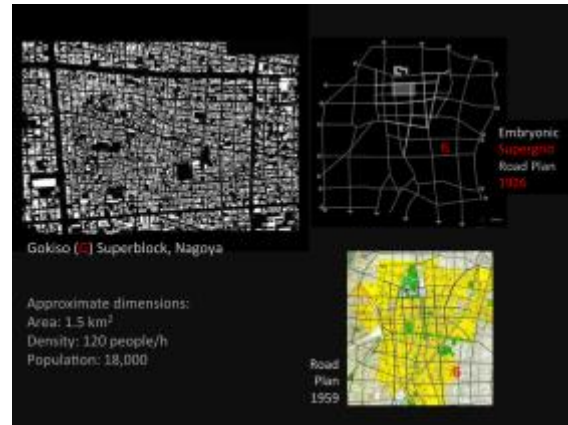 Gokiso (G) Superblock, Nagoya
Approximate dimensions:
Area: 1.5 km²
Density: 120 people/h
Population: 18,000
Embryonic
Supergrid
Road Plan
1926
G
Road
Plan
1959
G